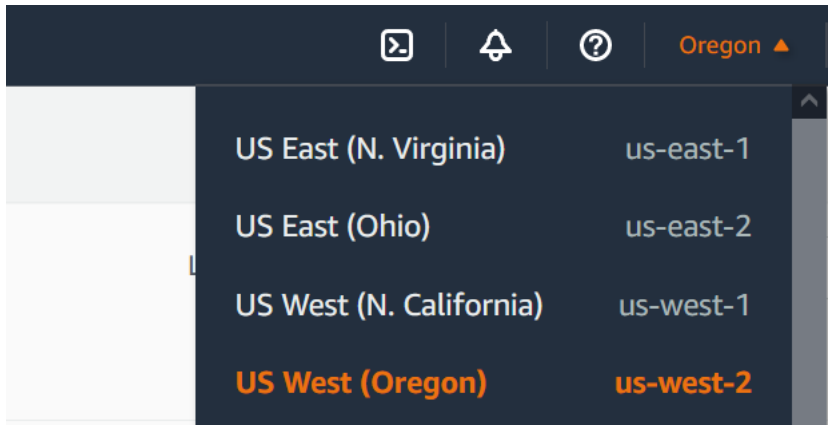 Oregon
US East (N. Virginia) us-east-1
US East (Ohio) us-east-2
US West (N. California) us-west-1
US West (Oregon) us-west-2